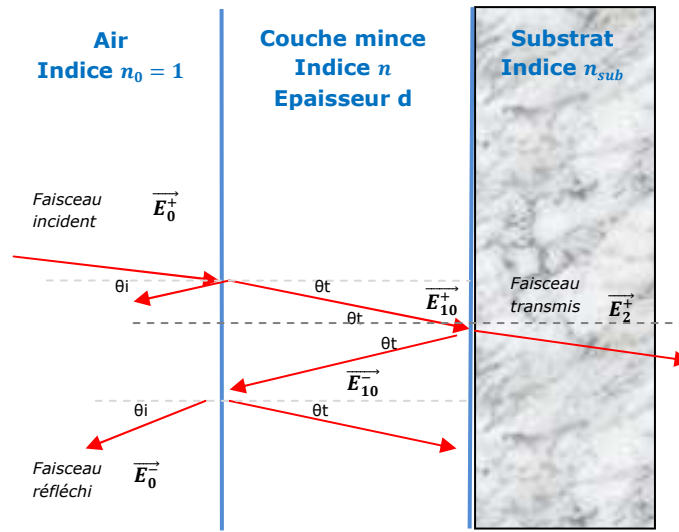 Air
Indice n₀ = 1
Couche mince
Indice n
Epaisseur d
Substrat
Indice nₛᵤb
Faisceau
incident
E₀⁺
θi
θt
θt
E₁₀⁺
Faisceau
transmis
E₂⁺
θt
E₁₀⁻
θi
θt
Faisceau
réfléchi
E₀⁻